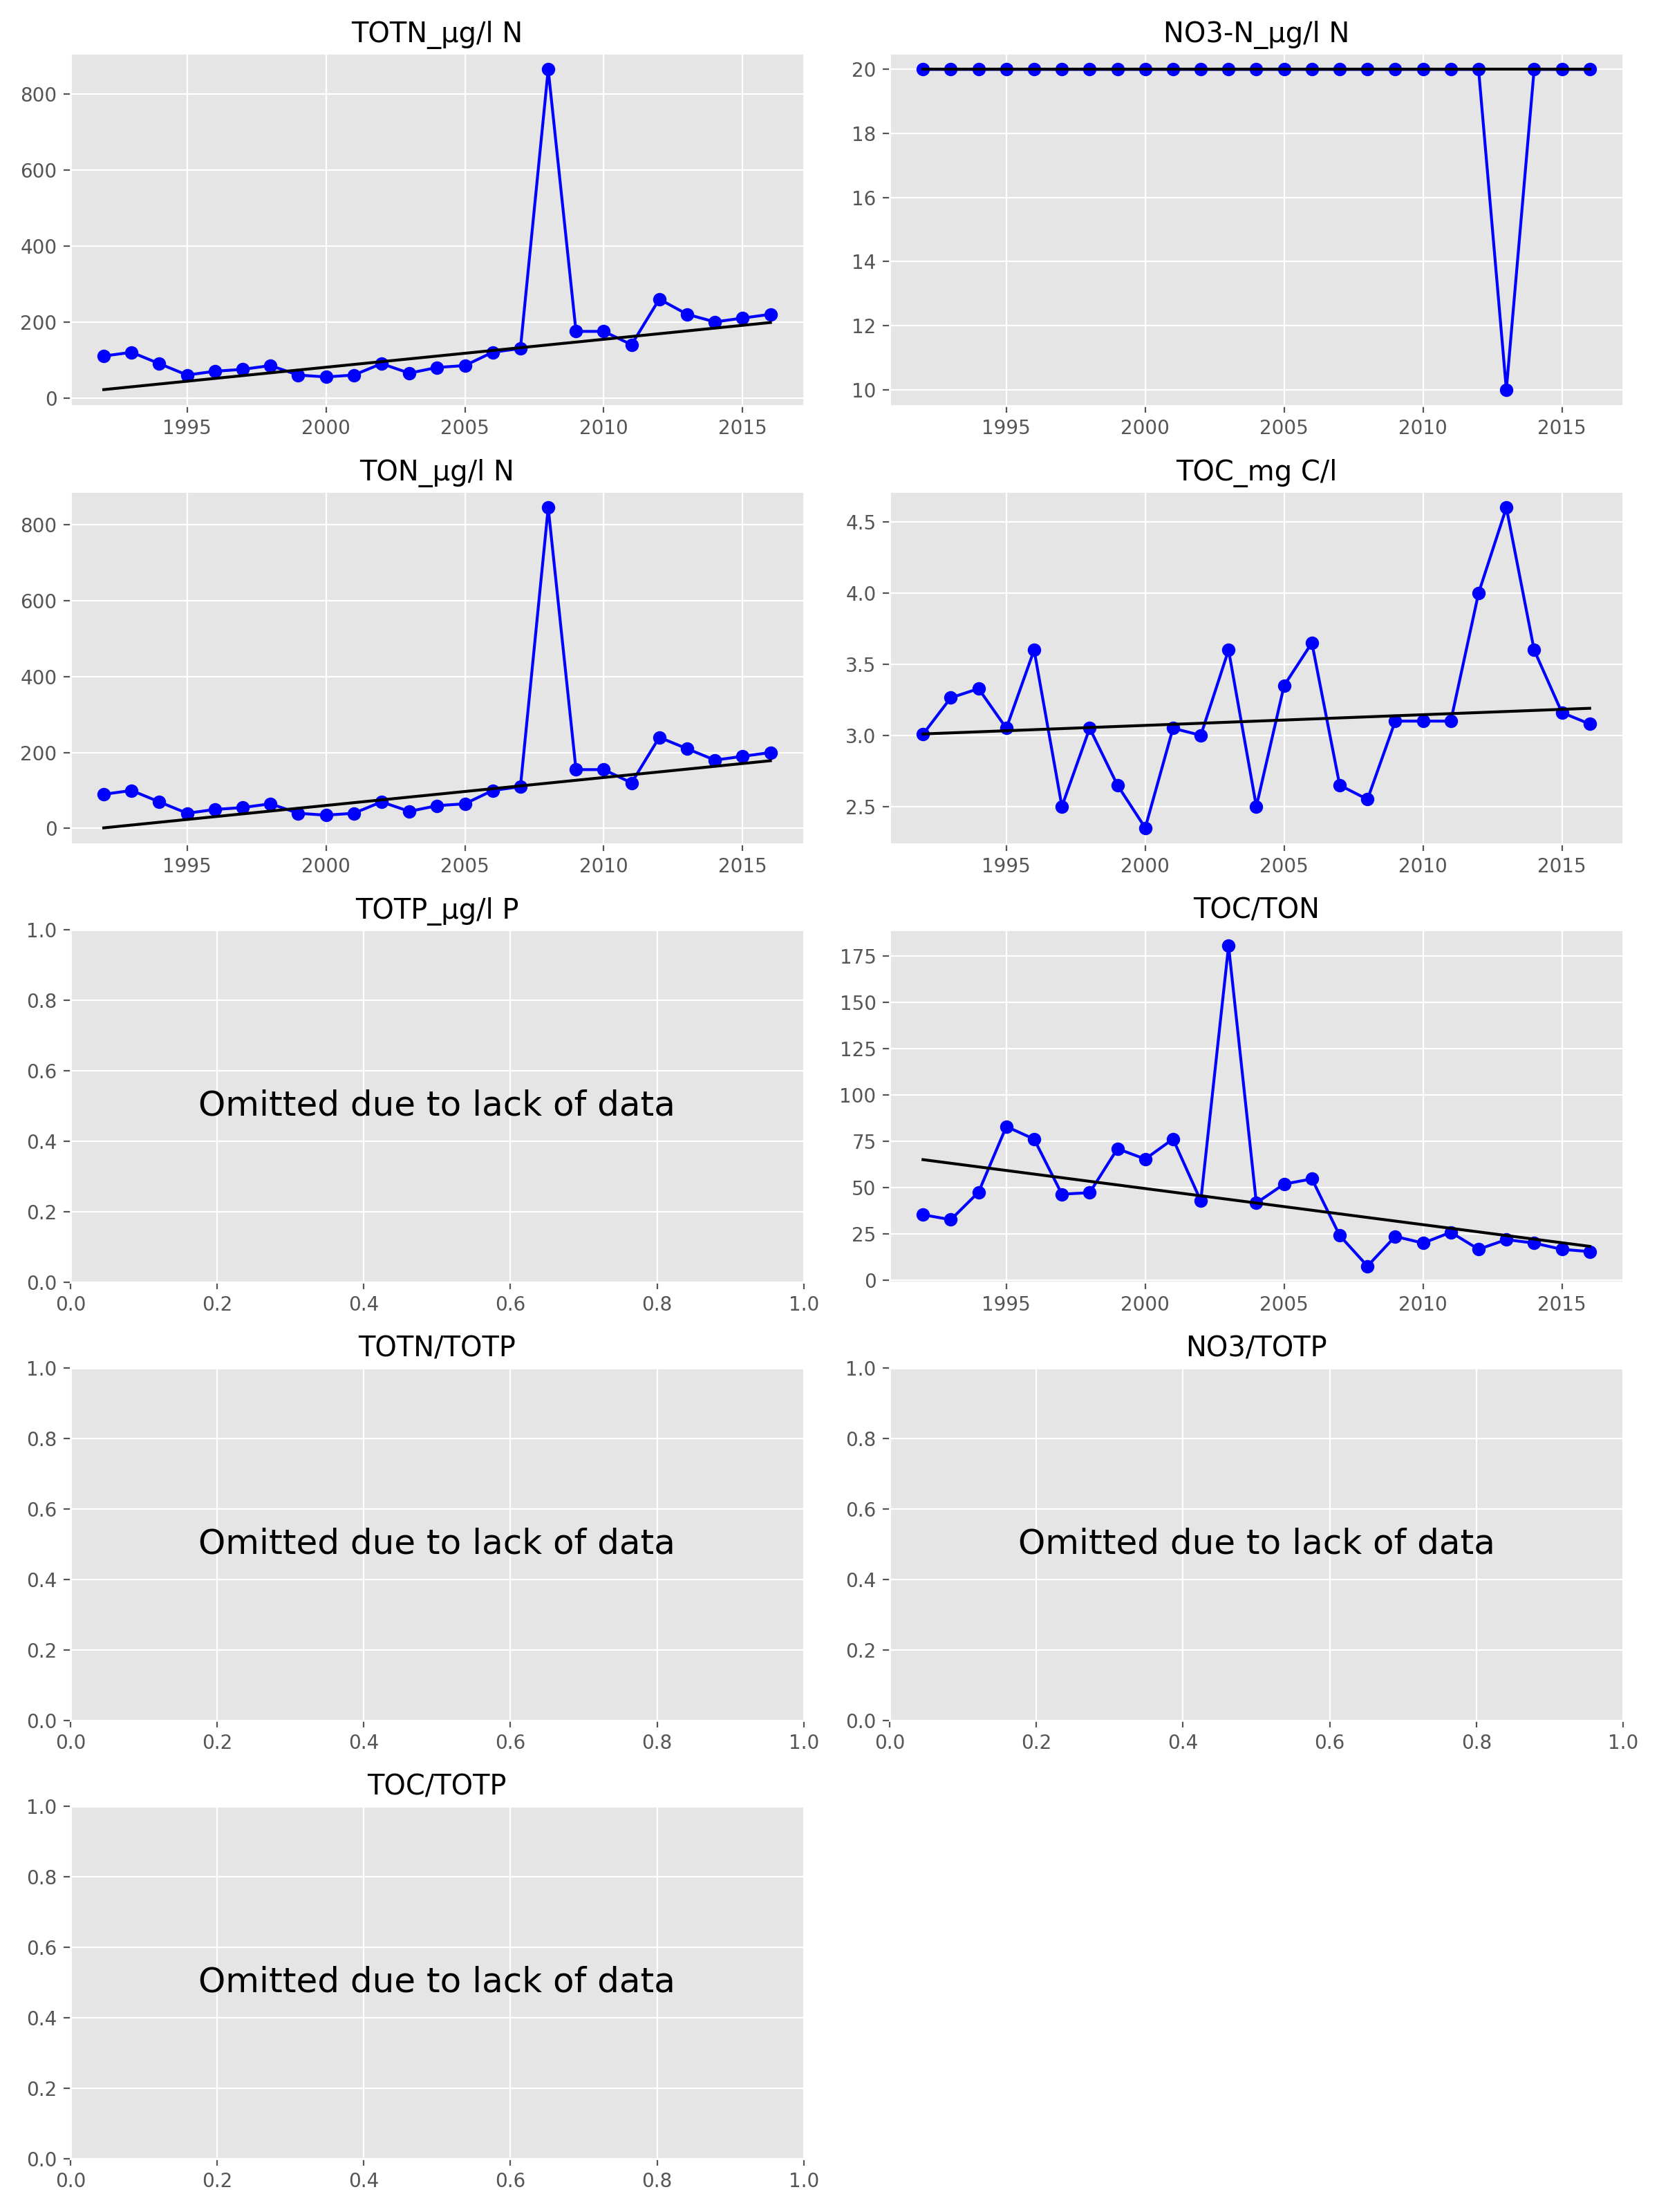 TOTN_µg/l N
800
600
400
200
0
1995 2000 2005 2010 2015
NO3-N_µg/l N
20
18
16
14
12
10
1995 2000 2005 2010 2015
TON_µg/l N
800
600
400
200
0
1995 2000 2005 2010 2015
TOC_mg C/l
4.5
4.0
3.5
3.0
2.5
1995 2000 2005 2010 2015
TOTP_µg/l P
1.0
0.8
0.6
Omitted due to lack of data
0.4
0.2
0.0
0.0 0.2 0.4 0.6 0.8 1.0
TOC/TON
175
150
125
100
75
50
25
0
1995 2000 2005 2010 2015
TOTN/TOTP
1.0
0.8
0.6
Omitted due to lack of data
0.4
0.2
0.0
0.0 0.2 0.4 0.6 0.8 1.0
NO3/TOTP
1.0
0.8
0.6
Omitted due to lack of data
0.4
0.2
0.0
0.0 0.2 0.4 0.6 0.8 1.0
TOC/TOTP
1.0
0.8
0.6
Omitted due to lack of data
0.4
0.2
0.0
0.0 0.2 0.4 0.6 0.8 1.0